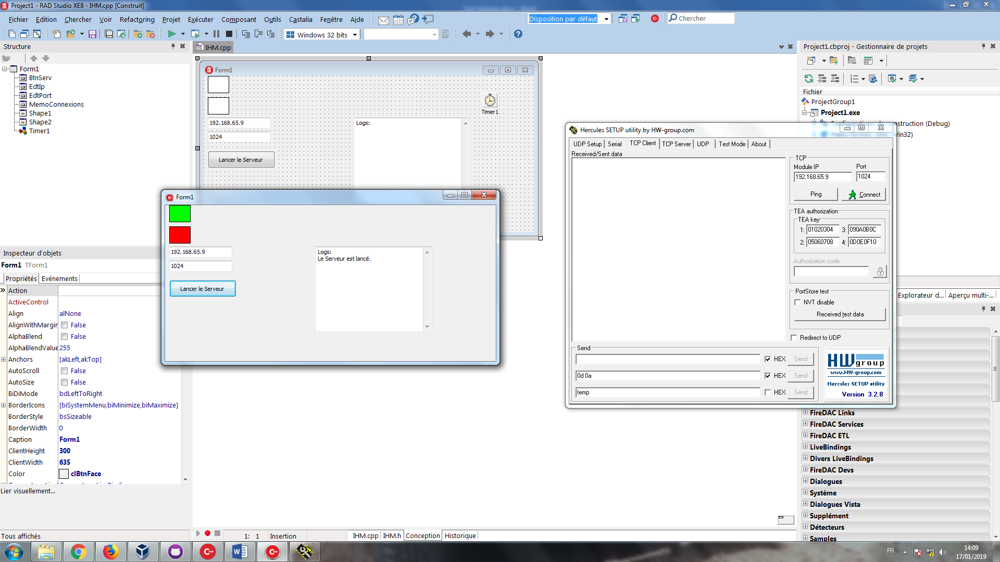 Project1 - RAD Studio XE8 - IHM.cpp [Construit]
Fichier Edition Chercher Voir Refactoring Projet Exécuter Composant Outils Castalia Fenêtre Aide
Disposition par défaut
Chercher
Windows 32 bits
Structure
Form1
BtnServ
EdtIp
EdtPort
MemoConnexions
Shape1
Shape2
Timer1
IHM.cpp
Form1
Timer1
192.168.65.9
1024
Lancer le Serveur
Logs:
Form1
192.168.65.9
1024
Lancer le Serveur
Logs:
Le Serveur est lancé.
Inspecteur d'objets
Form1 TForm1
Propriétés Evénements
Action
ActiveControl
Align alNone
AlignWithMargin False
AlphaBlend False
AlphaBlendValue 255
Anchors [akLeft,akTop]
AutoScroll False
AutoSize False
BiDiMode bdLeftToRight
BorderIcons [biSystemMenu,biMinimize,biMaximize]
BorderStyle bsSizeable
BorderWidth 0
Caption Form1
ClientHeight 300
ClientWidth 635
Color clBtnFace
Lier visuellement...
Tous affichés
1: 1 Insertion
IHM.cpp IHM.h Conception Historique
Project1.cbproj - Gestionnaire de projets
Fichier
ProjectGroup1
Project1.exe
Hercules SETUP utility by HW-group.com
UDP Setup Serial TCP Client TCP Server UDP Test Mode About
Received/Sent data
TCP
Module IP Port
192.168.65.9 1024
Ping Connect
TEA authorization
TEA key
1: 01020304 3: 090A0B0C
2: 05060708 4: 0D0E0F10
Authorization code
PortStore test
NVT disable
Received test data
Redirect to UDP
Send
HEX Send
0d 0a HEX Send
temp HEX Send
HWgroup
www.HW-group.com
Hercules SETUP utility
Version 3.2.8
Explorateur d... Aperçu multi-...
FireDAC Links
FireDAC Services
FireDAC ETL
LiveBindings
Divers LiveBindings
FireDAC Devs
Dialogues
Système
Dialogues Vista
Supplément
Détecteurs
Samples
FR
14:09
17/01/2019